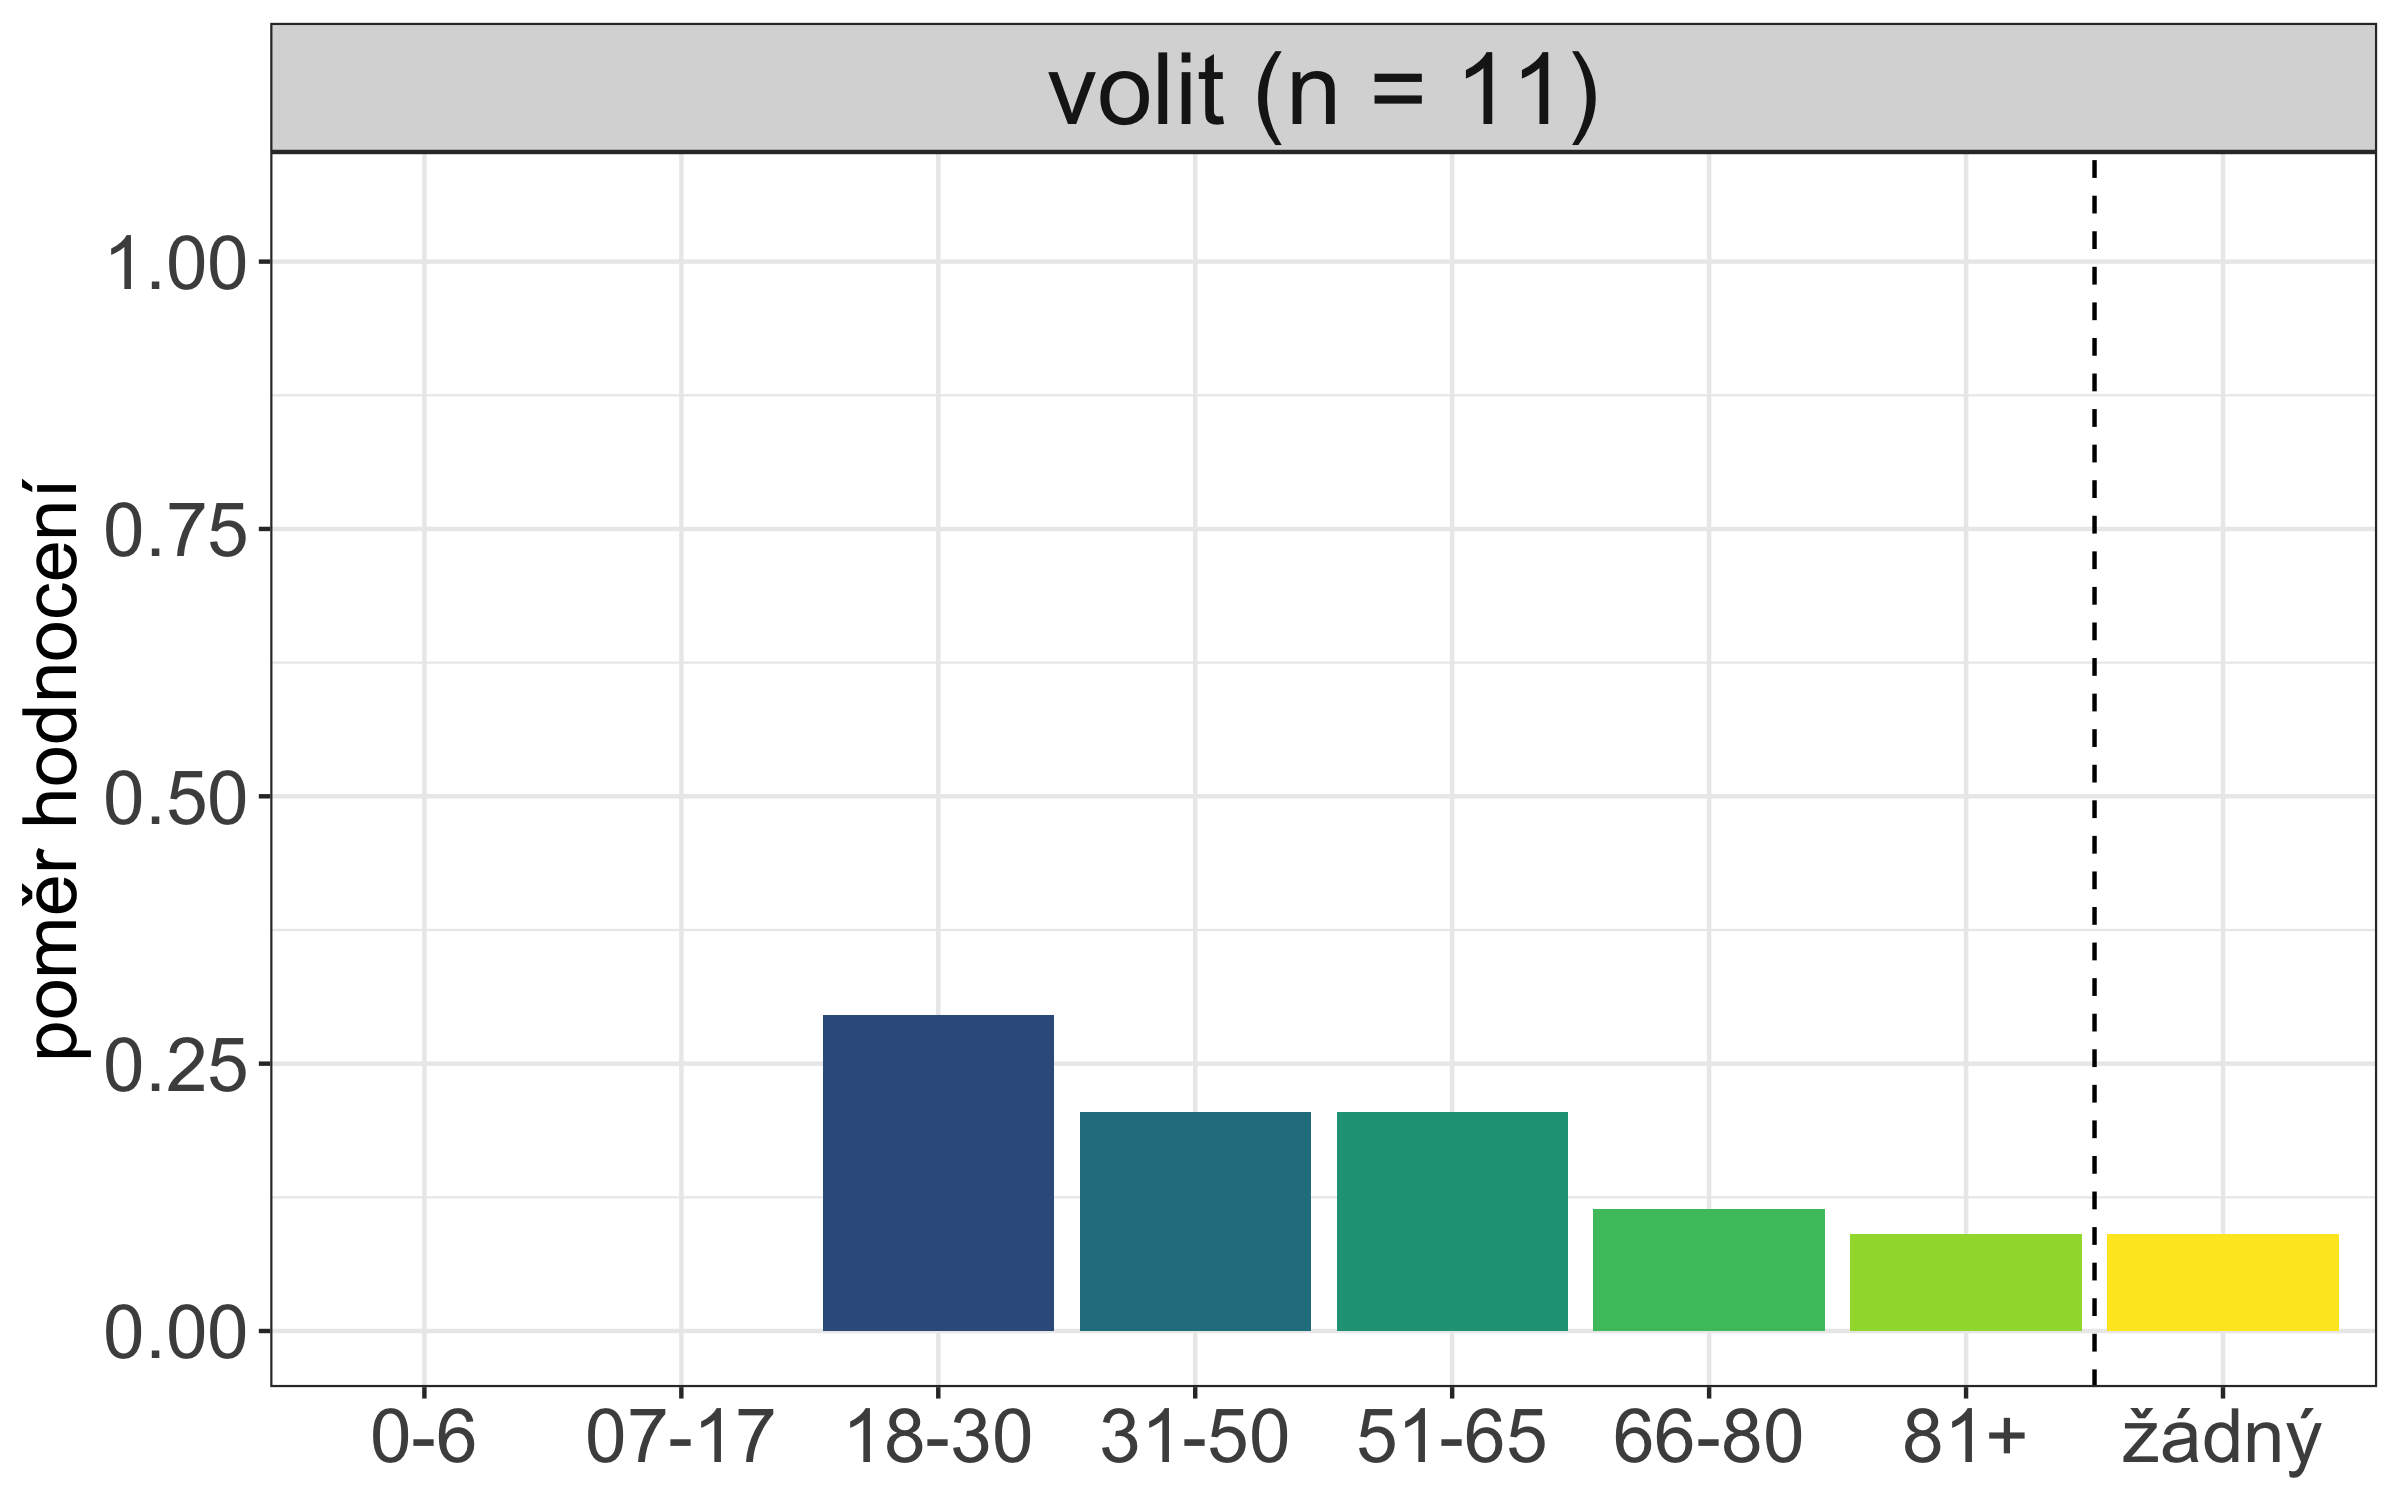 volit (n = 11)
poměr hodnocení
1.00
0.75
0.50
0.25
0.00
0-6 07-17 18-30 31-50 51-65 66-80 81+ žádný